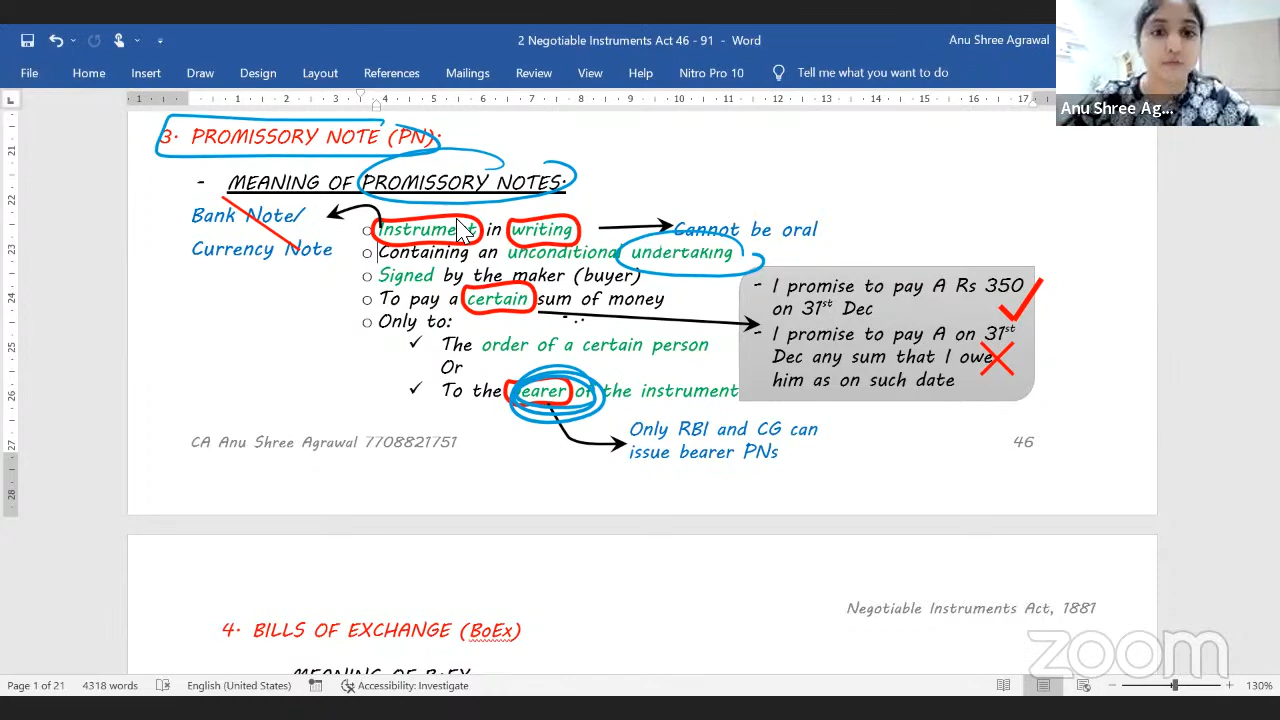 2 Negotiable Instruments Act 46 - 91 - Word
Anu Shree Agrawal
File Home Insert Draw Design Layout References Mailings Review View Help Nitro Pro 10 Tell me what you want to do
Anu Shree Ag...
3. PROMISSORY NOTE (PN):
- MEANING OF PROMISSORY NOTES:
Bank Note/
Currency Note
o instrument in writing
Cannot be oral
o Containing an unconditional undertaking
o Signed by the maker (buyer)
o To pay a certain sum of money
o Only to:
✓ The order of a certain person
Or
✓ To the bearer of the instrument
- I promise to pay A Rs 350
on 31st Dec
- I promise to pay A on 31st
Dec any sum that I owe
him as on such date
Only RBI and CG can
issue bearer PNs
CA Anu Shree Agrawal 7708821751
46
Negotiable Instruments Act, 1881
4. BILLS OF EXCHANGE (BoEx)
MEANING OF BoEX
zoom
Page 1 of 21 4318 words English (United States) Accessibility: Investigate 130%